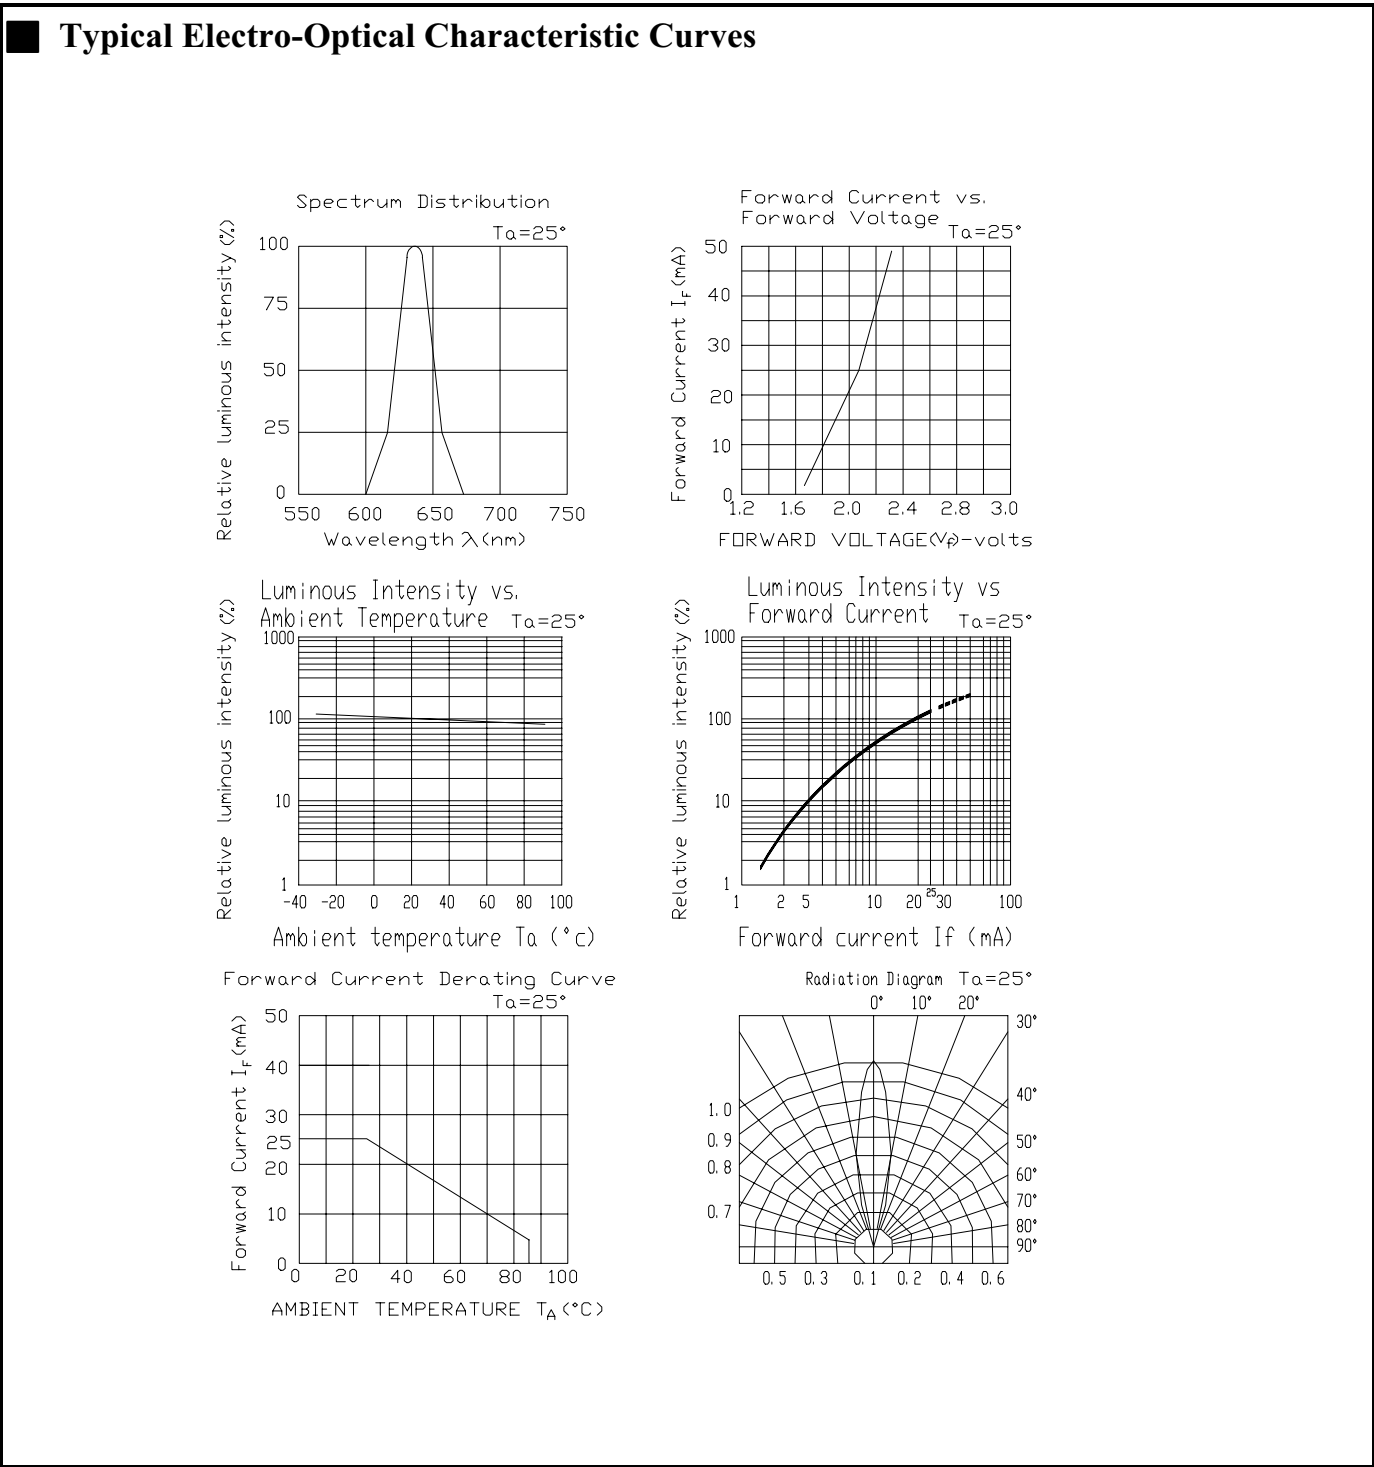 Typical Electro-Optical Characteristic Curves
Spectrum Distribution
Ta=25°
Relative luminous intensity (%)
100
75
50
25
0
550 600 650 700 750
Wavelength λ (nm)
Forward Current vs.
Forward Voltage
Ta=25°
Forward Current IF (mA)
50
40
30
20
10
0
1.2 1.6 2.0 2.4 2.8 3.0
FORWARD VOLTAGE(VF)-volts
Luminous Intensity vs.
Ambient Temperature
Ta=25°
Relative luminous intensity (%)
1000
100
10
1
-40 -20 0 20 40 60 80 100
Ambient temperature Ta (°c)
Luminous Intensity vs
Forward Current
Ta=25°
Relative luminous intensity (%)
1000
100
10
1
1 2 5 10 20 25 30 100
Forward current If (mA)
Forward Current Derating Curve
Ta=25°
Forward Current IF (mA)
50
40
30
25
20
10
0
0 20 40 60 80 100
AMBIENT TEMPERATURE TA (°C)
Radiation Diagram Ta=25°
0° 10° 20°
30°
40°
50°
60°
70°
80°
90°
1.0
0.9
0.8
0.7
0.5 0.3 0.1 0.2 0.4 0.6